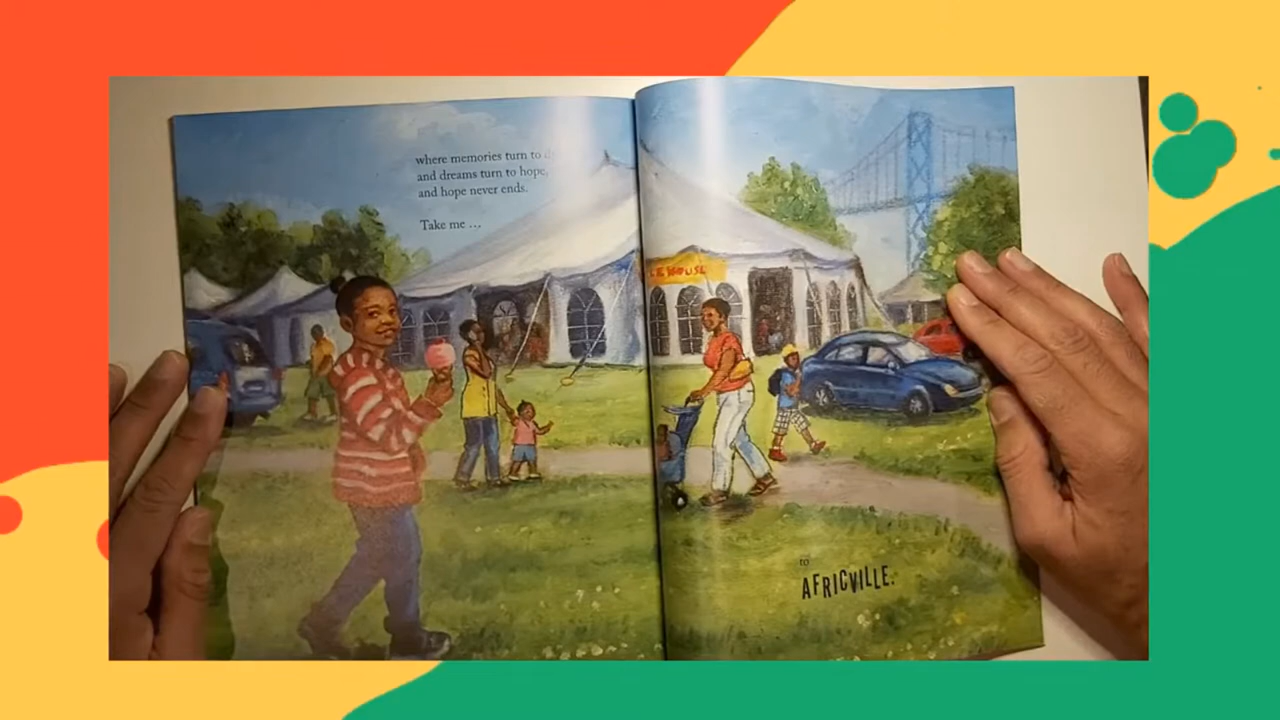 where memories turn to
and dreams turn to hope,
and hope never ends.
Take me ...
to
AFRICVILLE.